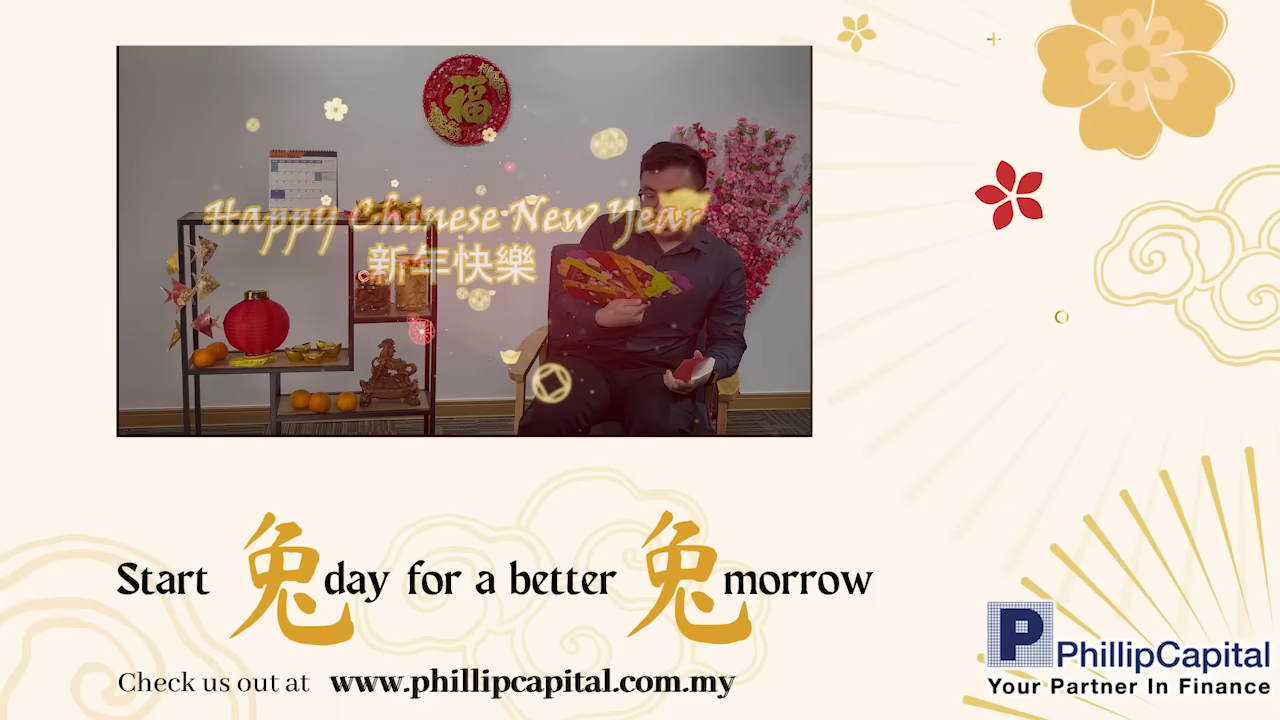 福
Happy Chinese New Year
新年快樂
Start 兔day for a better 兔morrow
Check us out at www.phillipcapital.com.my
P PhillipCapital
Your Partner In Finance